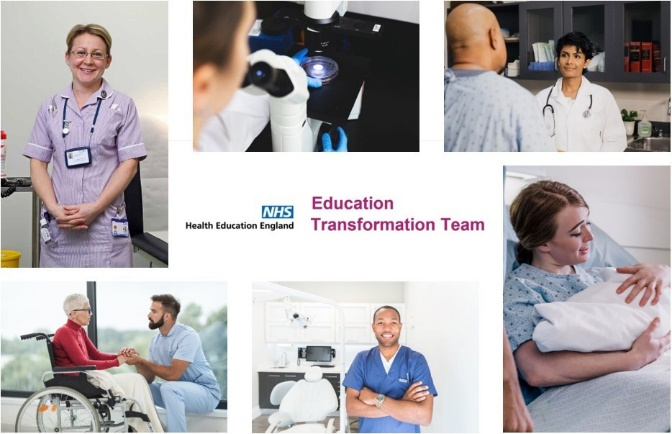 NHS
Health Education England
Education
Transformation Team